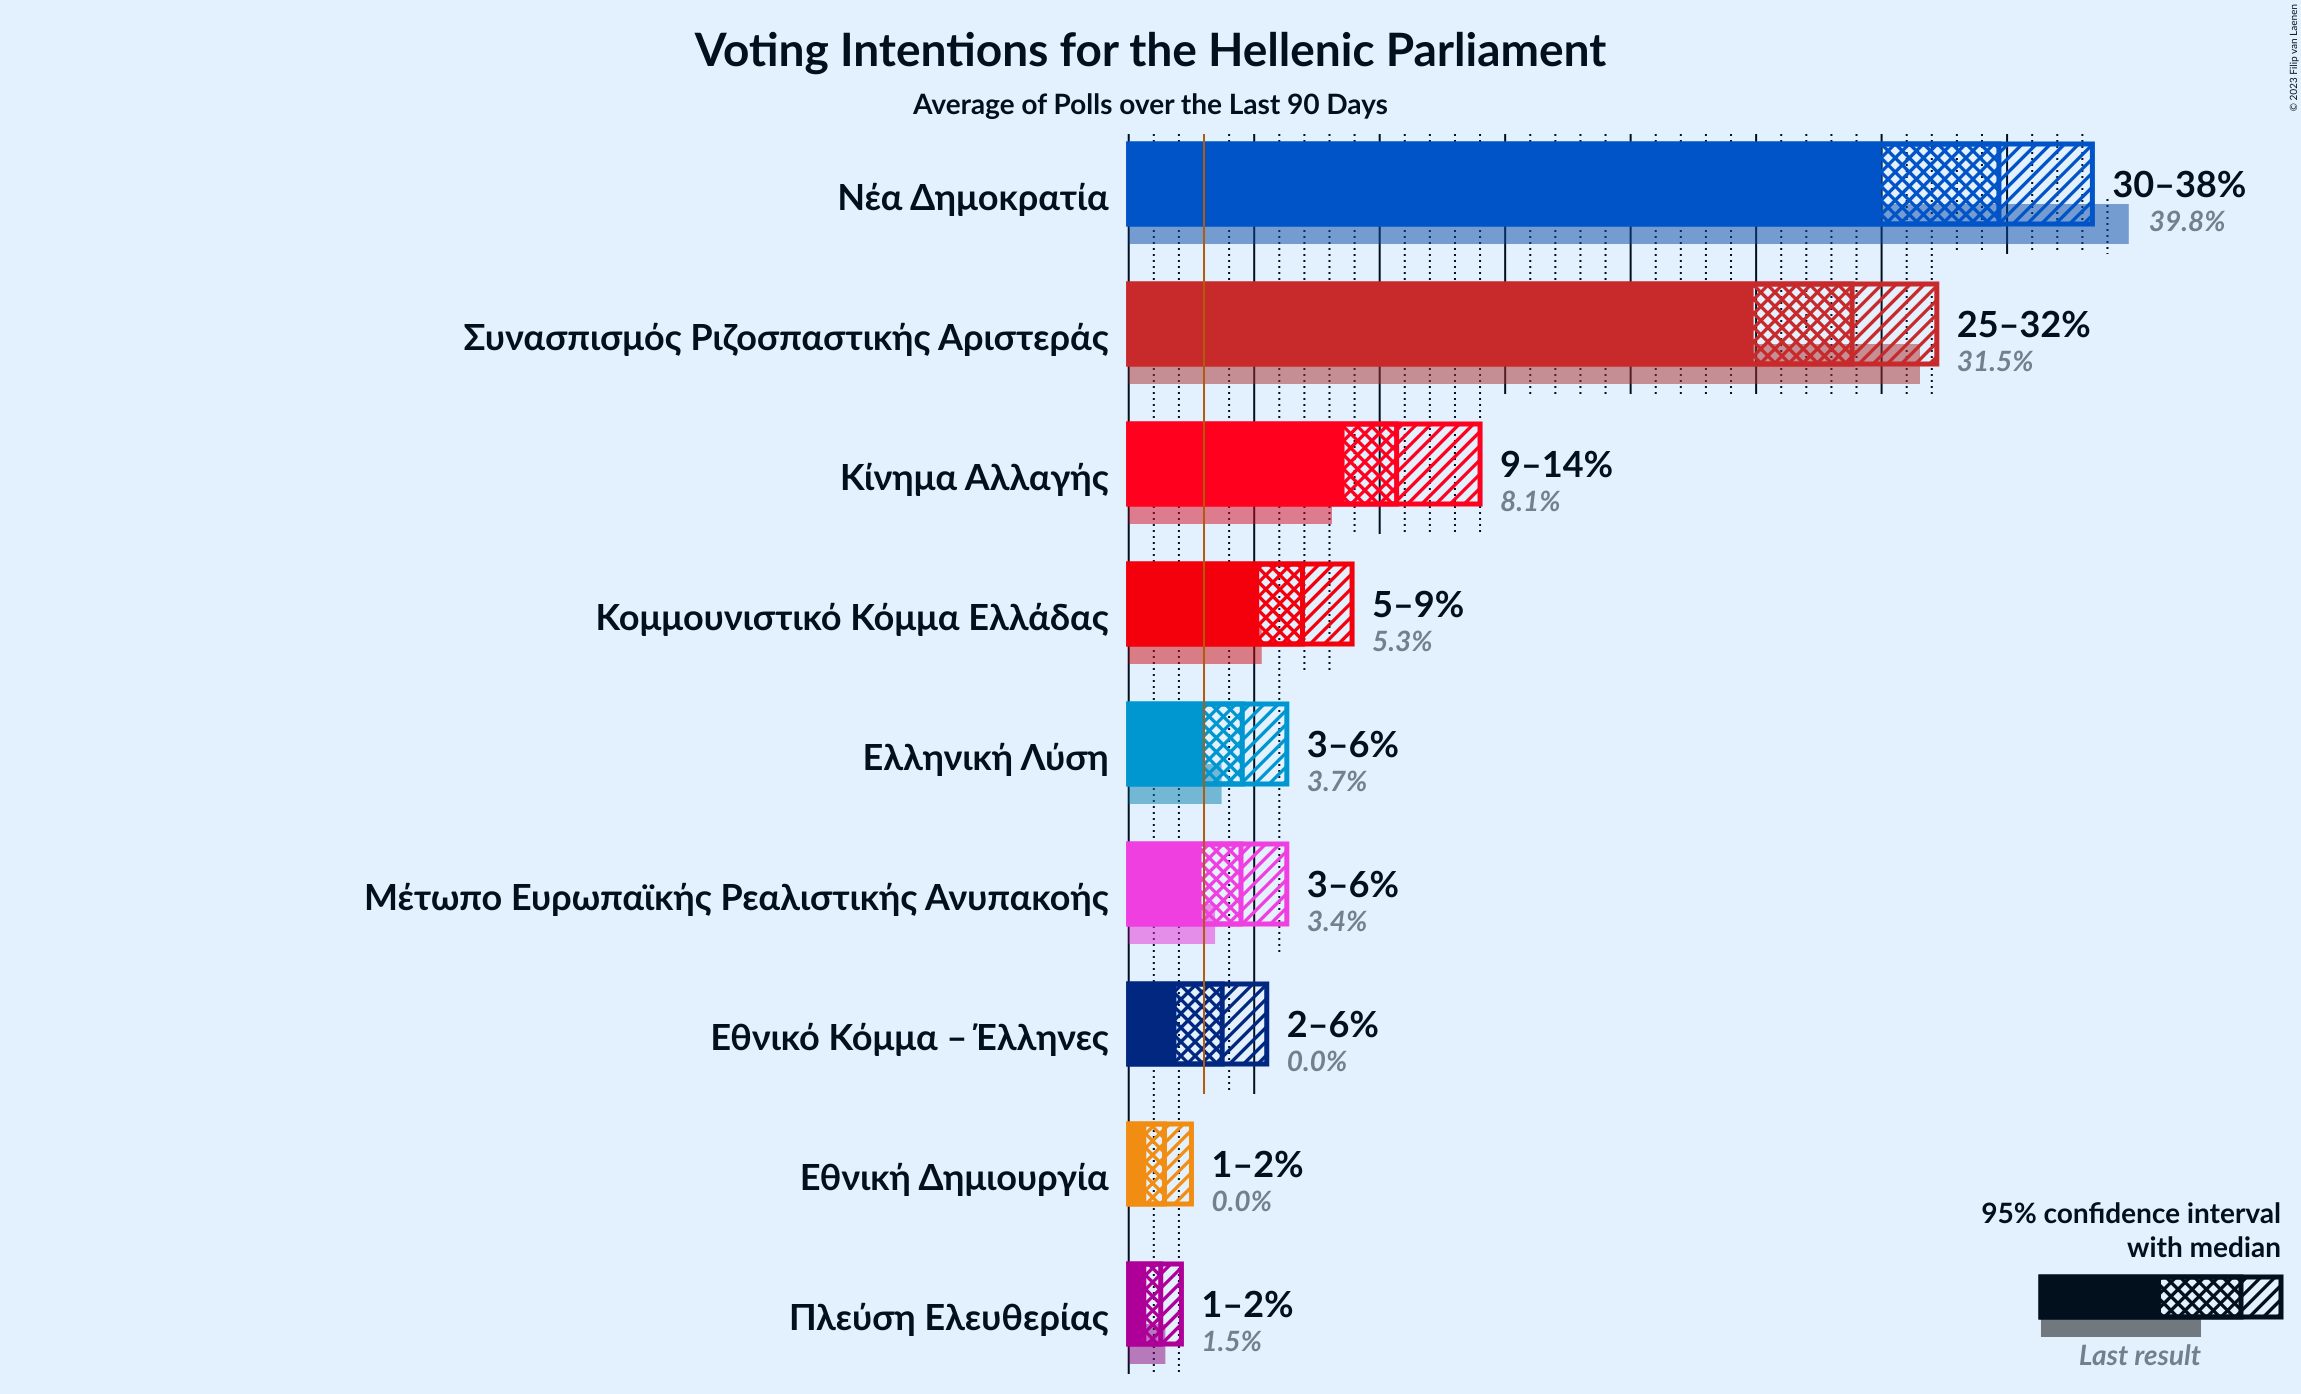 © 2023 Filip van Laenen
Voting Intentions for the Hellenic Parliament
Average of Polls over the Last 90 Days
Νέα Δημοκρατία
30–38%
39.8%
Συνασπισμός Ριζοσπαστικής Αριστεράς
25–32%
31.5%
Κίνημα Αλλαγής
9–14%
8.1%
Κομμουνιστικό Κόμμα Ελλάδας
5–9%
5.3%
Ελληνική Λύση
3–6%
3.7%
Μέτωπο Ευρωπαϊκής Ρεαλιστικής Ανυπακοής
3–6%
3.4%
Εθνικό Κόμμα – Έλληνες
2–6%
0.0%
Εθνική Δημιουργία
1–2%
0.0%
Πλεύση Ελευθερίας
1–2%
1.5%
95% confidence interval
with median
Last result